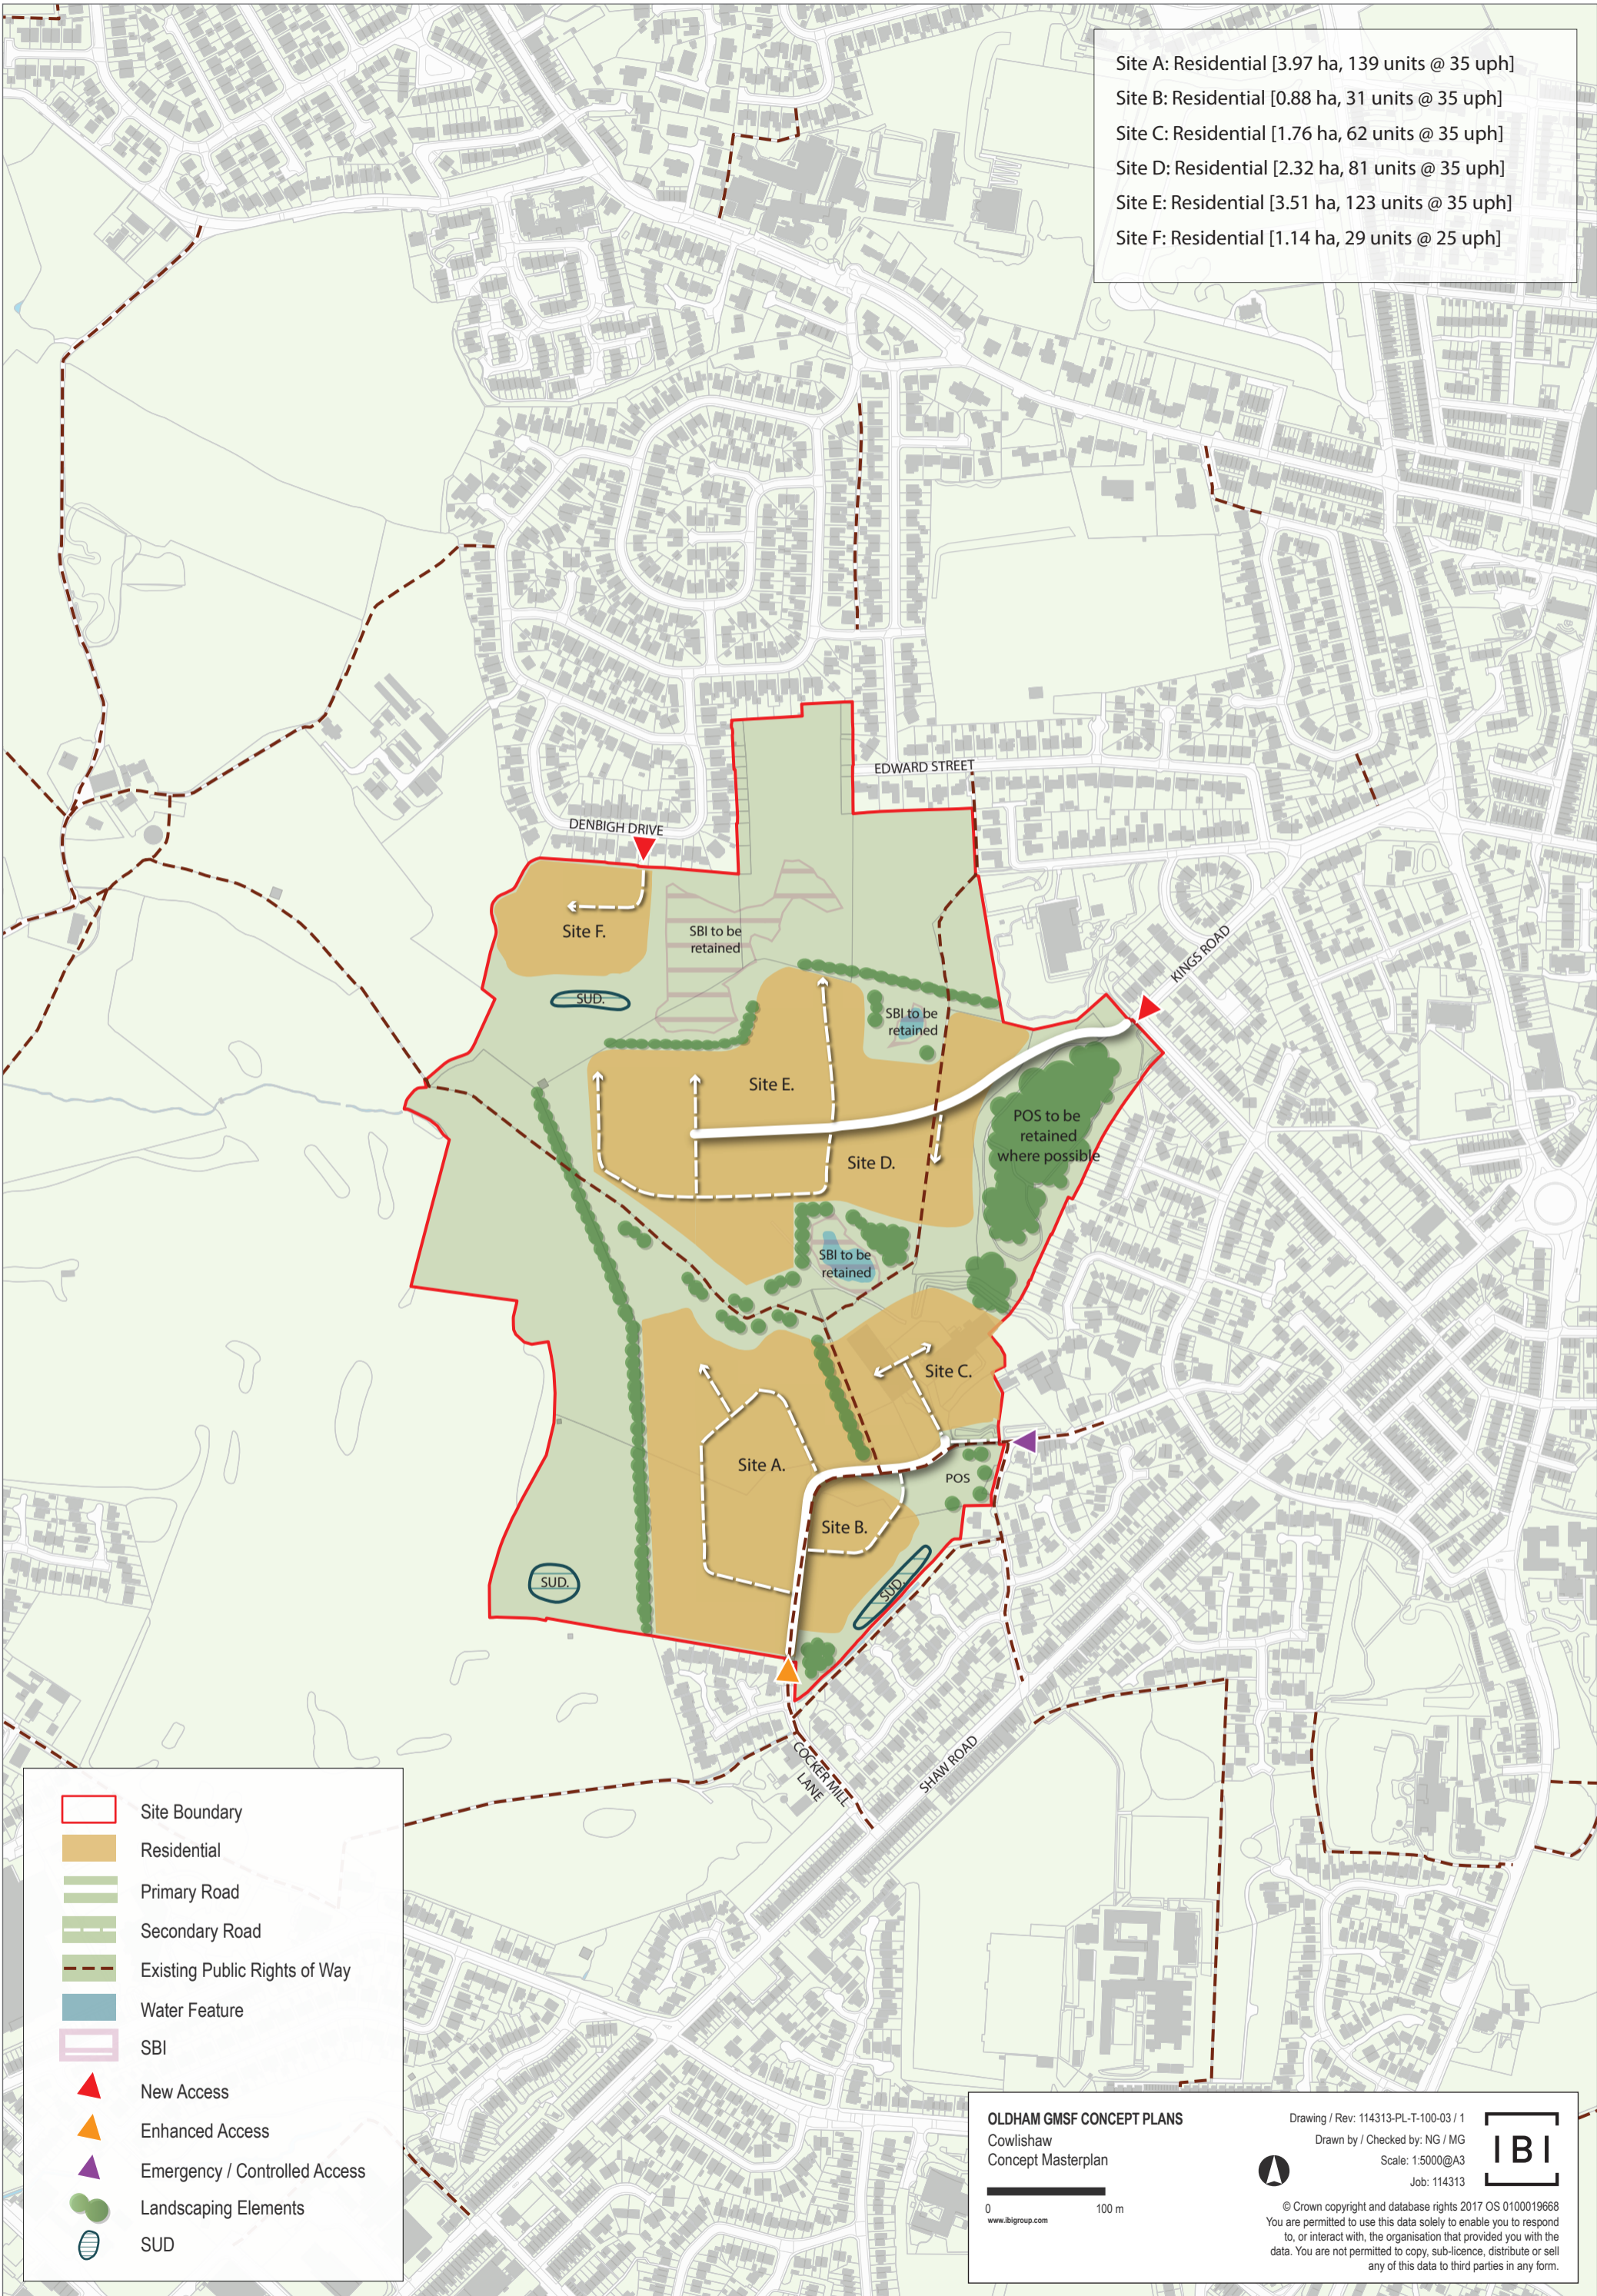 Site A: Residential [3.97 ha, 139 units @ 35 uph]
Site B: Residential [0.88 ha, 31 units @ 35 uph]
Site C: Residential [1.76 ha, 62 units @ 35 uph]
Site D: Residential [2.32 ha, 81 units @ 35 uph]
Site E: Residential [3.51 ha, 123 units @ 35 uph]
Site F: Residential [1.14 ha, 29 units @ 25 uph]
EDWARD STREET
DENBIGH DRIVE
KINGS ROAD
Site F.
SBI to be
retained
SUD.
SBI to be
retained
Site E.
POS to be
retained
where possible
Site D.
SBI to be
retained
Site C.
Site A.
POS
Site B.
SUD.
SUD.
COCKER MILL
LANE
SHAW ROAD
Site Boundary
Residential
Primary Road
Secondary Road
Existing Public Rights of Way
Water Feature
SBI
New Access
Enhanced Access
Emergency / Controlled Access
Landscaping Elements
SUD
OLDHAM GMSF CONCEPT PLANS
Cowlishaw
Concept Masterplan
0 100 m
www.ibigroup.com
Drawing / Rev: 114313-PL-T-100-03 / 1
Drawn by / Checked by: NG / MG
Scale: 1:5000@A3
Job: 114313
IBI
© Crown copyright and database rights 2017 OS 0100019668
You are permitted to use this data solely to enable you to respond
to, or interact with, the organisation that provided you with the
data. You are not permitted to copy, sub-licence, distribute or sell
any of this data to third parties in any form.